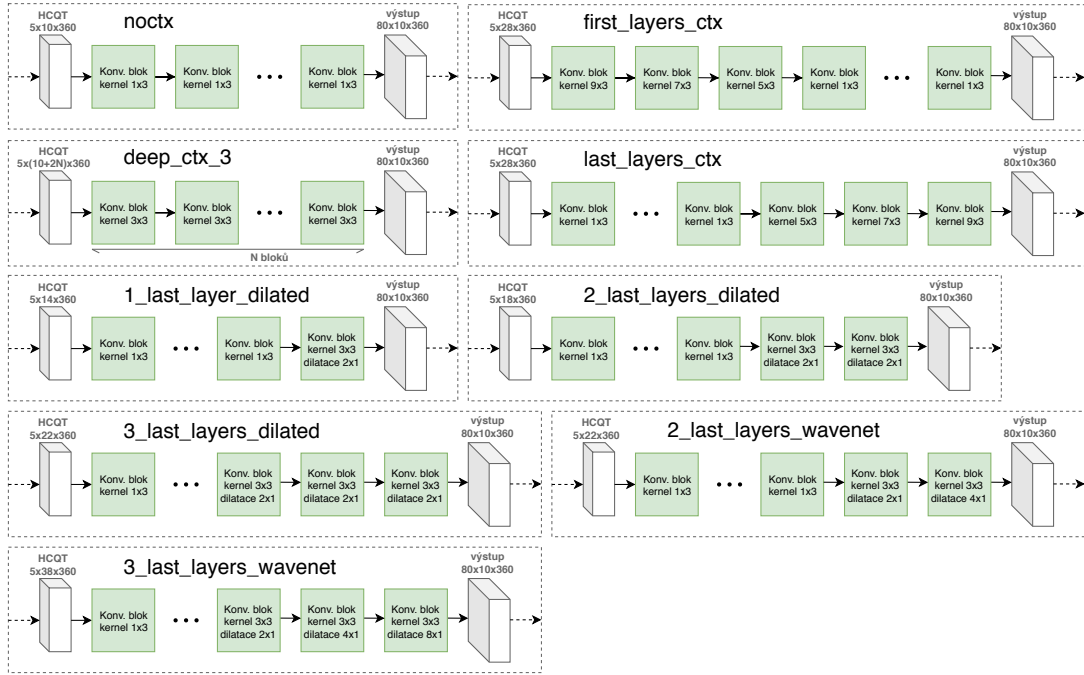 noctx
HCQT
5x10x360
Konv. blok
kernel 1x3
Konv. blok
kernel 1x3
• • •
Konv. blok
kernel 1x3
výstup
80x10x360
first_layers_ctx
HCQT
5x28x360
Konv. blok
kernel 9x3
Konv. blok
kernel 7x3
Konv. blok
kernel 5x3
Konv. blok
kernel 1x3
• • •
Konv. blok
kernel 1x3
výstup
80x10x360
deep_ctx_3
HCQT
5x(10+2N)x360
Konv. blok
kernel 3x3
Konv. blok
kernel 3x3
• • •
Konv. blok
kernel 3x3
N bloků
výstup
80x10x360
last_layers_ctx
HCQT
5x28x360
Konv. blok
kernel 1x3
• • •
Konv. blok
kernel 1x3
Konv. blok
kernel 5x3
Konv. blok
kernel 7x3
Konv. blok
kernel 9x3
výstup
80x10x360
1_last_layer_dilated
HCQT
5x14x360
Konv. blok
kernel 1x3
• • •
Konv. blok
kernel 1x3
Konv. blok
kernel 3x3
dilatace 2x1
výstup
80x10x360
2_last_layers_dilated
HCQT
5x18x360
Konv. blok
kernel 1x3
• • •
Konv. blok
kernel 1x3
Konv. blok
kernel 3x3
dilatace 2x1
Konv. blok
kernel 3x3
dilatace 2x1
výstup
80x10x360
3_last_layers_dilated
HCQT
5x22x360
Konv. blok
kernel 1x3
• • •
Konv. blok
kernel 3x3
dilatace 2x1
Konv. blok
kernel 3x3
dilatace 2x1
Konv. blok
kernel 3x3
dilatace 2x1
výstup
80x10x360
2_last_layers_wavenet
HCQT
5x22x360
Konv. blok
kernel 1x3
• • •
Konv. blok
kernel 1x3
Konv. blok
kernel 3x3
dilatace 2x1
Konv. blok
kernel 3x3
dilatace 4x1
výstup
80x10x360
3_last_layers_wavenet
HCQT
5x38x360
Konv. blok
kernel 1x3
• • •
Konv. blok
kernel 3x3
dilatace 2x1
Konv. blok
kernel 3x3
dilatace 4x1
Konv. blok
kernel 3x3
dilatace 8x1
výstup
80x10x360